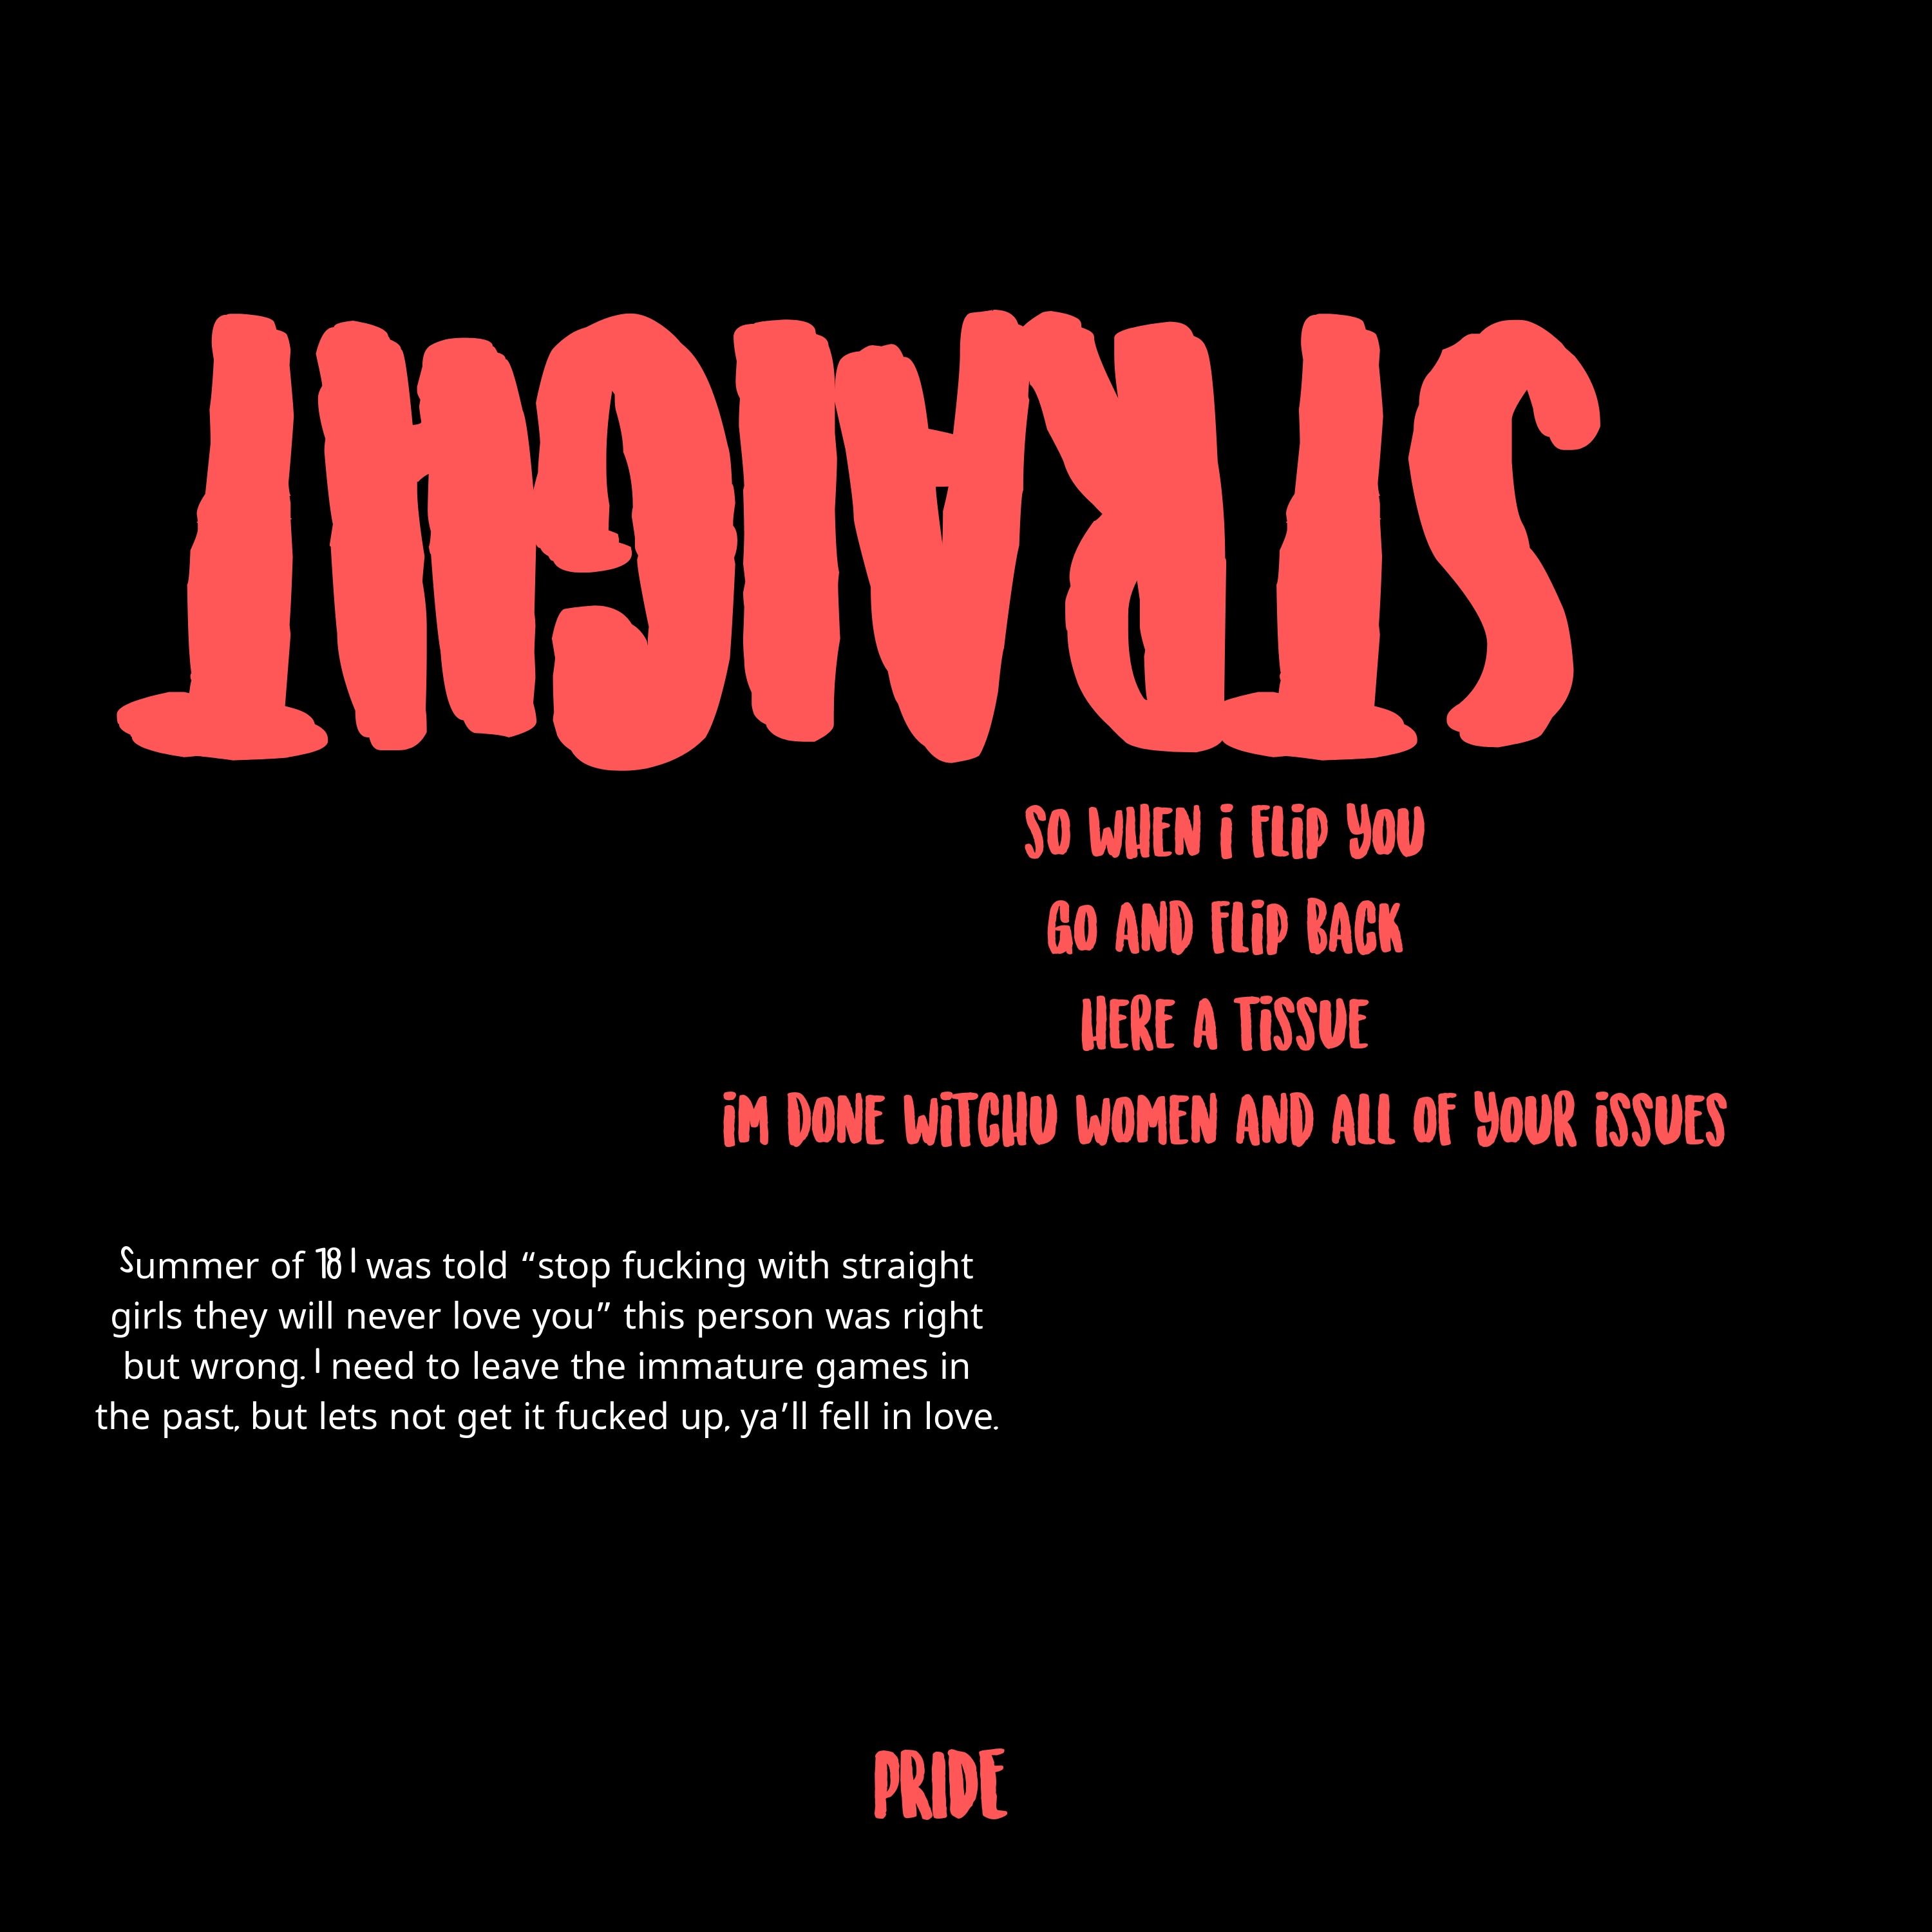 STRAIGHT
SO WHEN i FLiP YOU
GO AND FLiP BACK
HERE A TiSSUE
iM DONE WiTCHU WOMEN AND ALL OF YOUR iSSUES
Summer of 18 I was told “stop fucking with straight
girls they will never love you” this person was right
but wrong. I need to leave the immature games in
the past, but lets not get it fucked up, ya’ll fell in love.
PRIDE